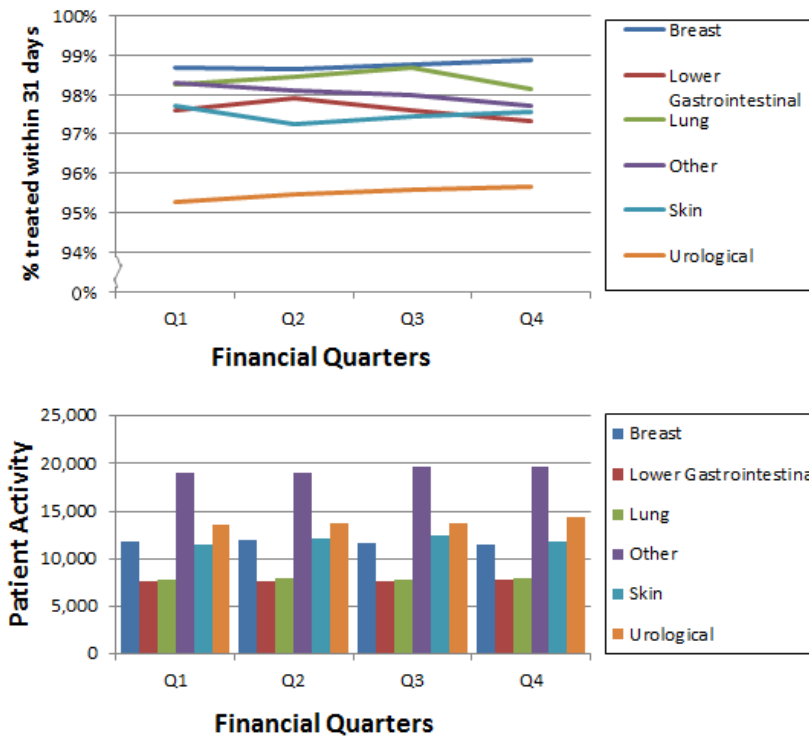 % treated within 31 days
100%
99%
98%
97%
96%
95%
94%
0%
Q1 Q2 Q3 Q4
Financial Quarters
Breast
Lower
Gastrointestinal
Lung
Other
Skin
Urological
Patient Activity
25,000
20,000
15,000
10,000
5,000
0
Q1 Q2 Q3 Q4
Financial Quarters
Breast
Lower Gastrointestina
Lung
Other
Skin
Urological